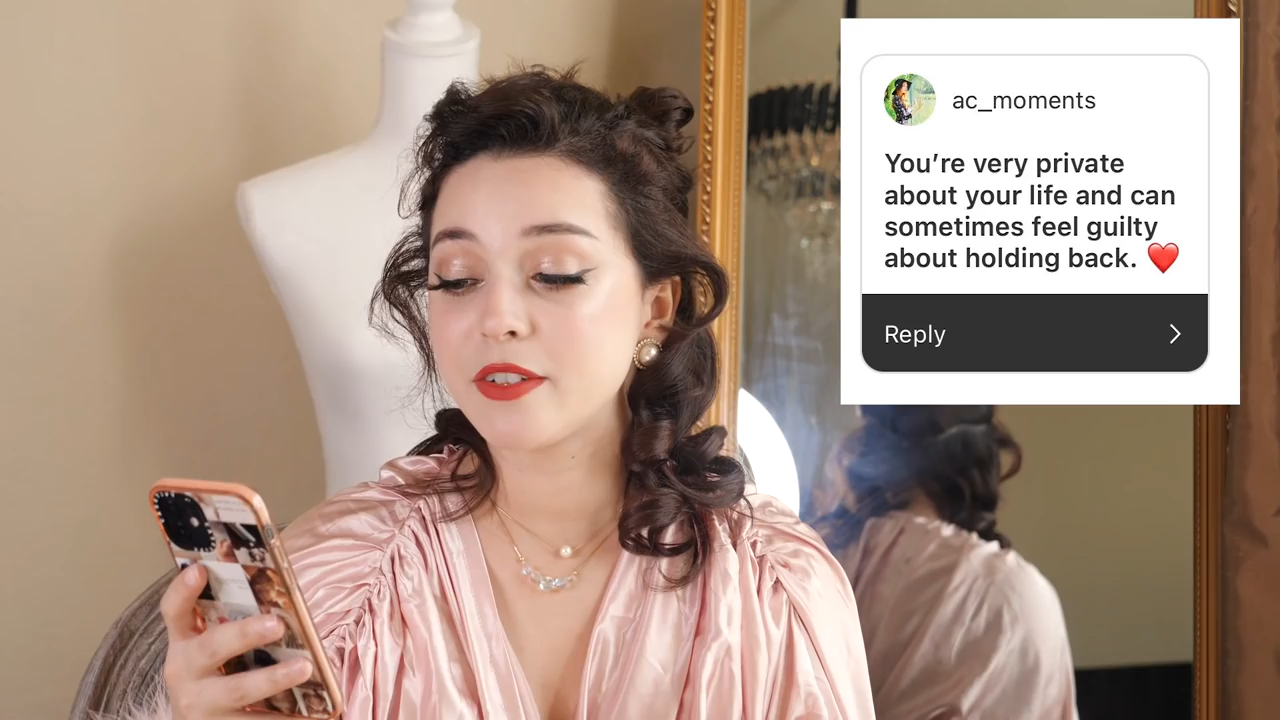 ac_moments
You’re very private
about your life and can
sometimes feel guilty
about holding back. ❤️
Reply